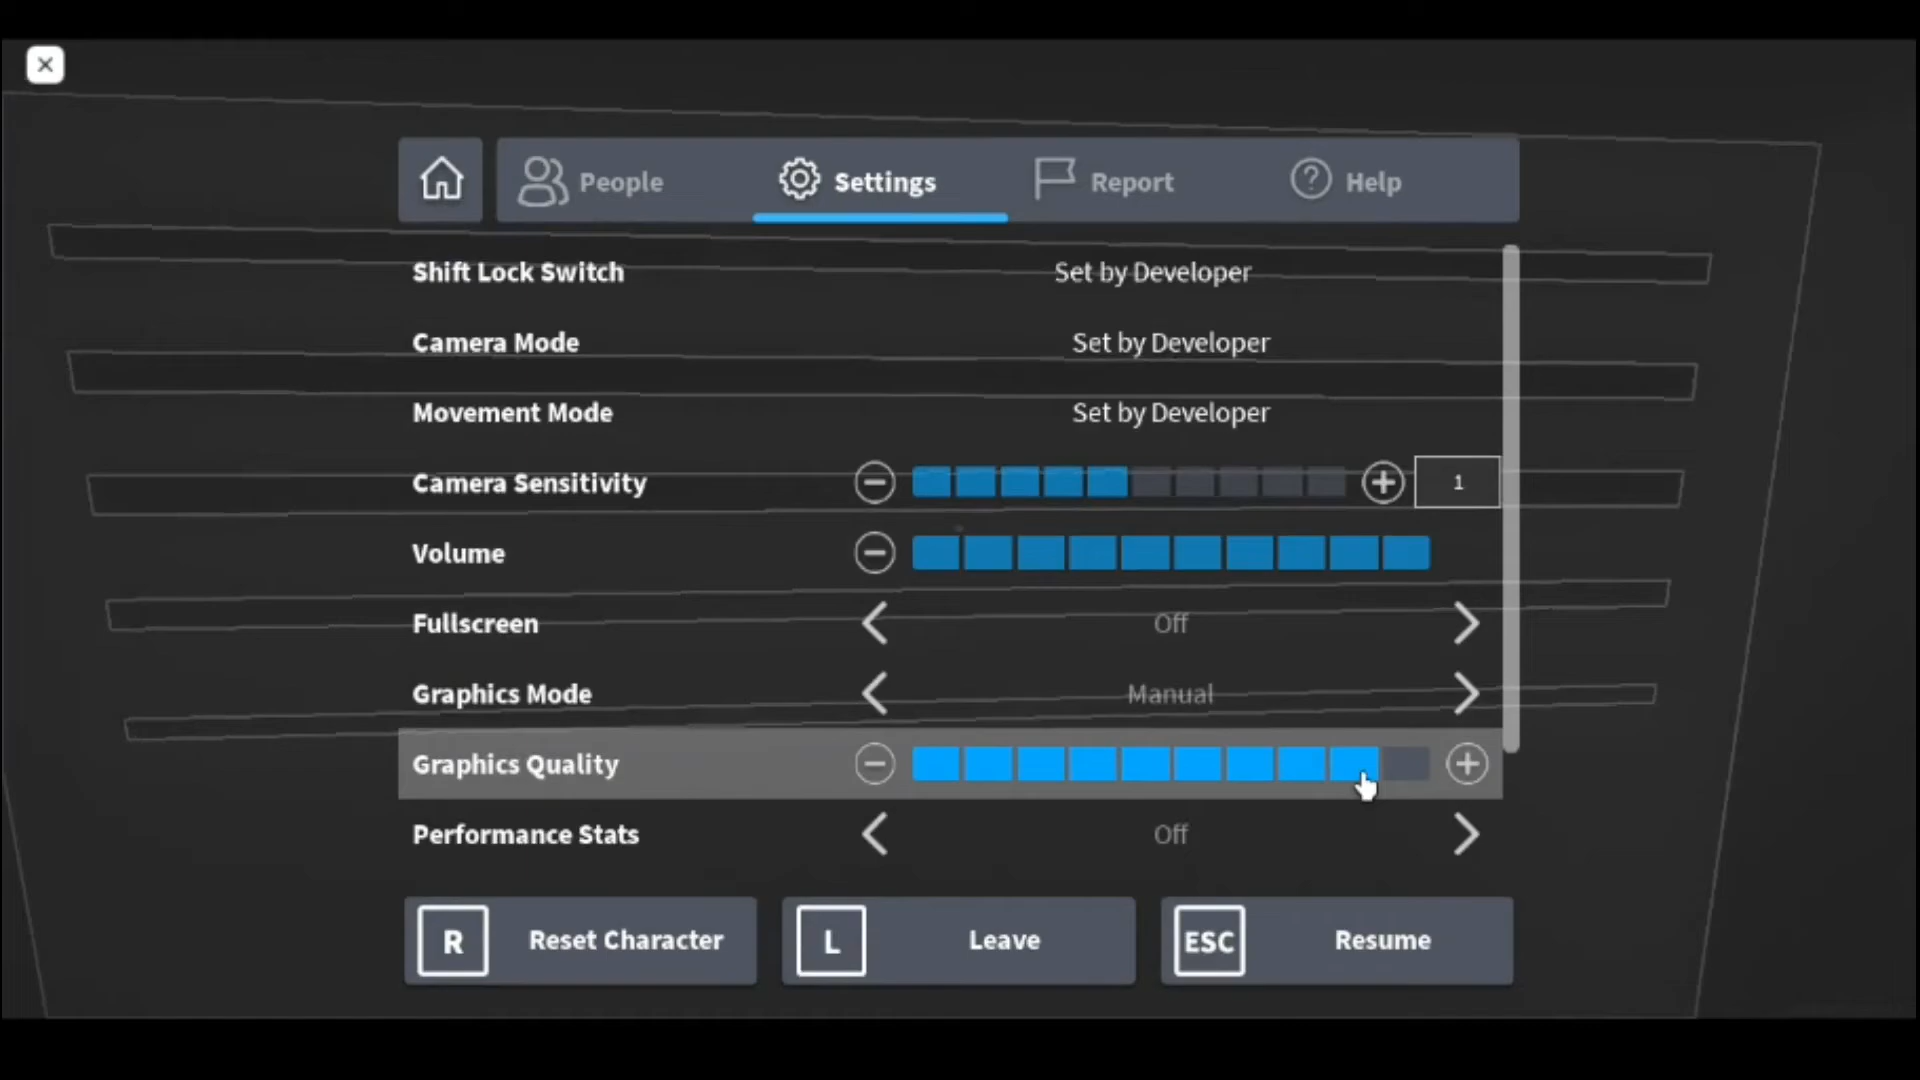 People Settings Report Help
Shift Lock Switch Set by Developer
Camera Mode Set by Developer
Movement Mode Set by Developer
Camera Sensitivity 1
Volume
Fullscreen Off
Graphics Mode Manual
Graphics Quality
Performance Stats Off
R Reset Character L Leave ESC Resume